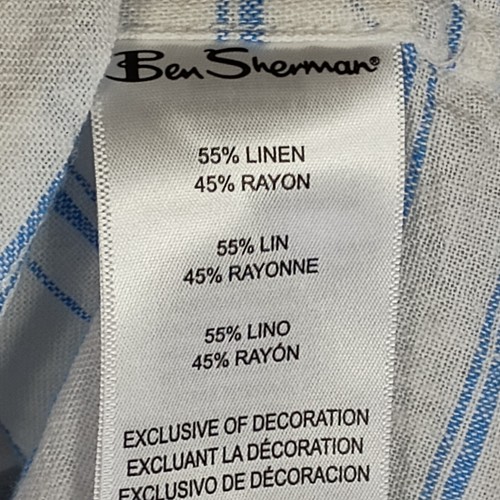 Ben Sherman®
55% LINEN
45% RAYON
55% LIN
45% RAYONNE
55% LINO
45% RAYÓN
EXCLUSIVE OF DECORATION
EXCLUANT LA DÉCORATION
EXCLUSIVO DE DECORACIÓN